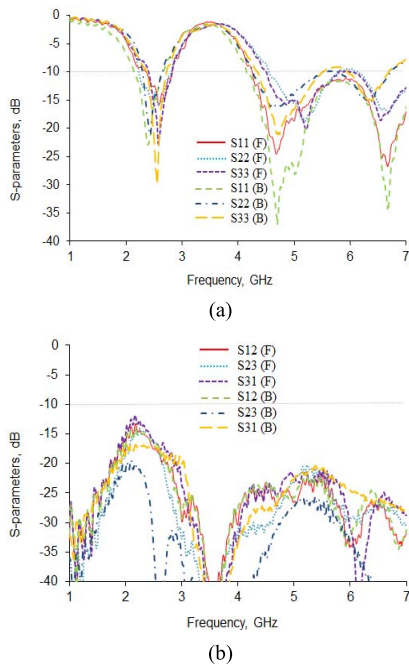 0
-5
-10
-15
-20
-25
-30
-35
-40
S-parameters, dB
S11 (F)
S22 (F)
S33 (F)
S11 (B)
S22 (B)
S33 (B)
1 2 3 4 5 6 7
Frequency, GHz
(a)
0
-5
-10
-15
-20
-25
-30
-35
-40
S-parameters, dB
S12 (F)
S23 (F)
S31 (F)
S12 (B)
S23 (B)
S31 (B)
1 2 3 4 5 6 7
Frequency, GHz
(b)